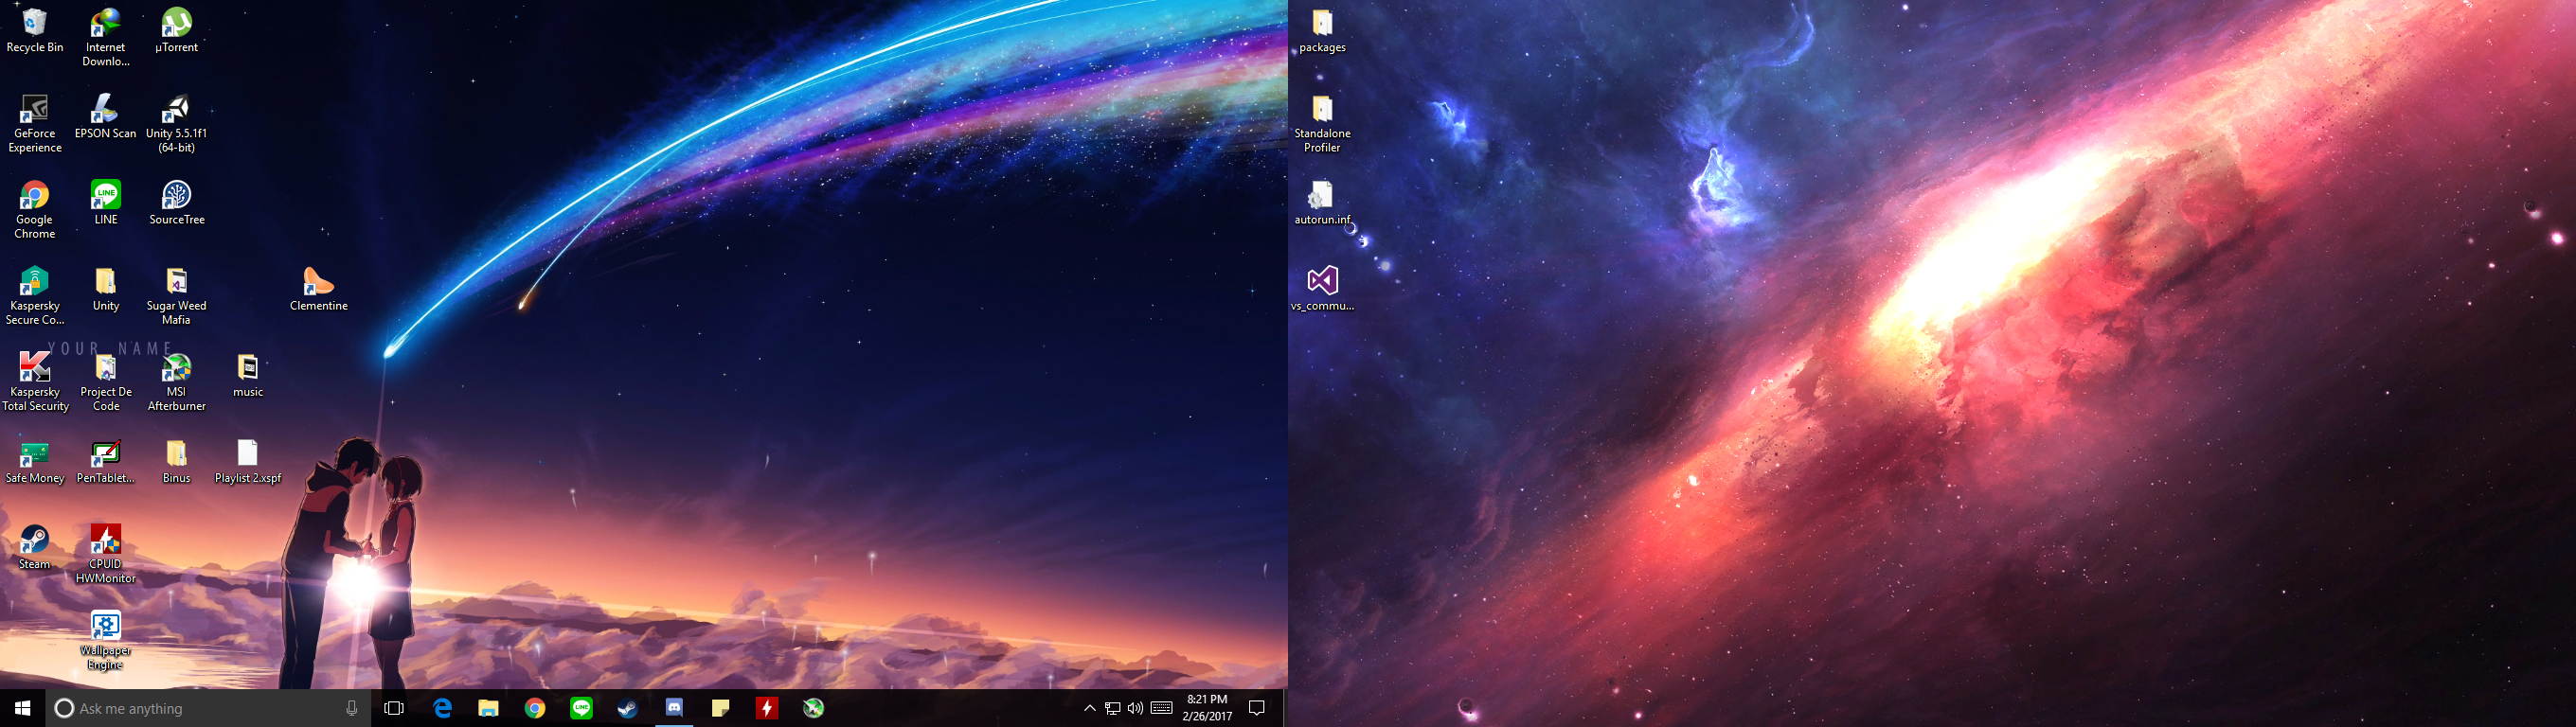 Recycle Bin
Internet
Downlo...
µTorrent
GeForce
Experience
EPSON Scan
Unity 5.5.1f1
(64-bit)
Google
Chrome
LINE
LINE
SourceTree
Kaspersky
Secure Co...
Unity
Sugar Weed
Mafia
Clementine
YOUR NAME
Kaspersky
Total Security
Project De
Code
MSI
Afterburner
music
Safe Money
PenTablet...
Binus
Playlist 2.xspf
Steam
CPUID
HWMonitor
Wallpaper
Engine
Ask me anything
LINE
8:21 PM
2/26/2017
packages
Standalone
Profiler
autorun.inf
vs_commu...